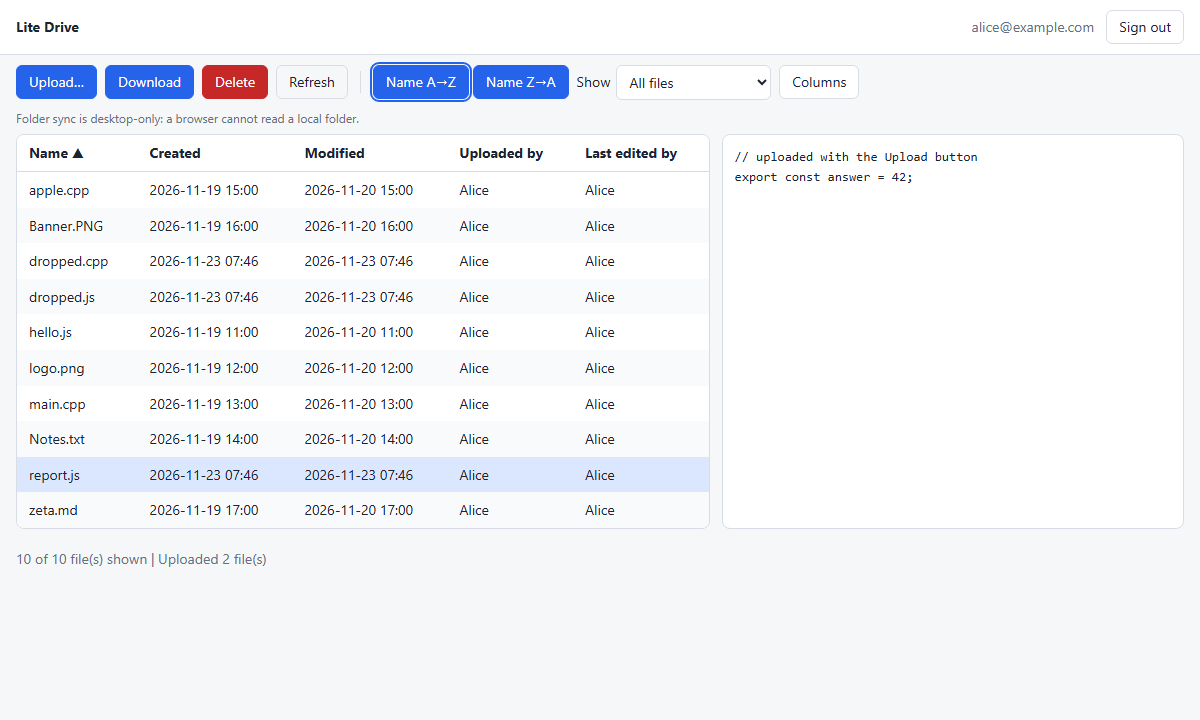 Lite Drive alice@example.com Sign out
Upload... Download Delete Refresh Name A→Z Name Z→A Show All files Columns
Folder sync is desktop-only: a browser cannot read a local folder.
Name ▲ Created Modified Uploaded by Last edited by
apple.cpp 2026-11-19 15:00 2026-11-20 15:00 Alice Alice
Banner.PNG 2026-11-19 16:00 2026-11-20 16:00 Alice Alice
dropped.cpp 2026-11-23 07:46 2026-11-23 07:46 Alice Alice
dropped.js 2026-11-23 07:46 2026-11-23 07:46 Alice Alice
hello.js 2026-11-19 11:00 2026-11-20 11:00 Alice Alice
logo.png 2026-11-19 12:00 2026-11-20 12:00 Alice Alice
main.cpp 2026-11-19 13:00 2026-11-20 13:00 Alice Alice
Notes.txt 2026-11-19 14:00 2026-11-20 14:00 Alice Alice
report.js 2026-11-23 07:46 2026-11-23 07:46 Alice Alice
zeta.md 2026-11-19 17:00 2026-11-20 17:00 Alice Alice
// uploaded with the Upload button
export const answer = 42;
10 of 10 file(s) shown | Uploaded 2 file(s)